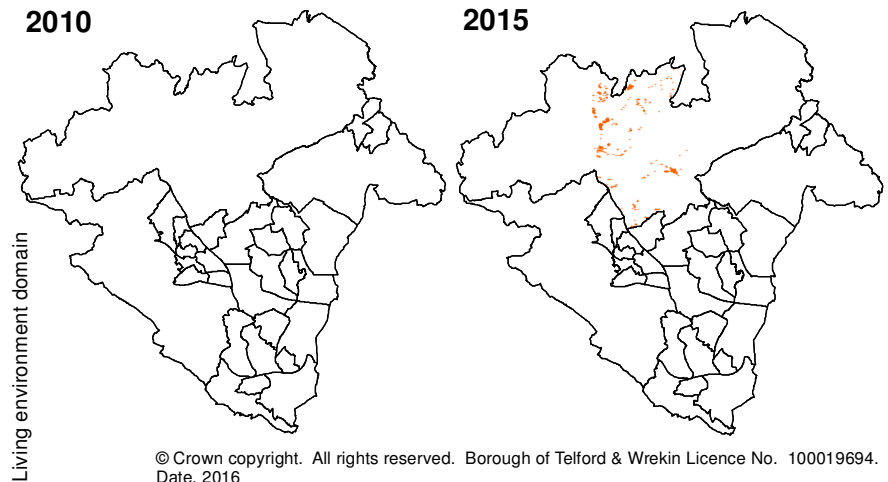 2010
2015
Living environment domain
© Crown copyright. All rights reserved. Borough of Telford & Wrekin Licence No. 100019694.
Date. 2016